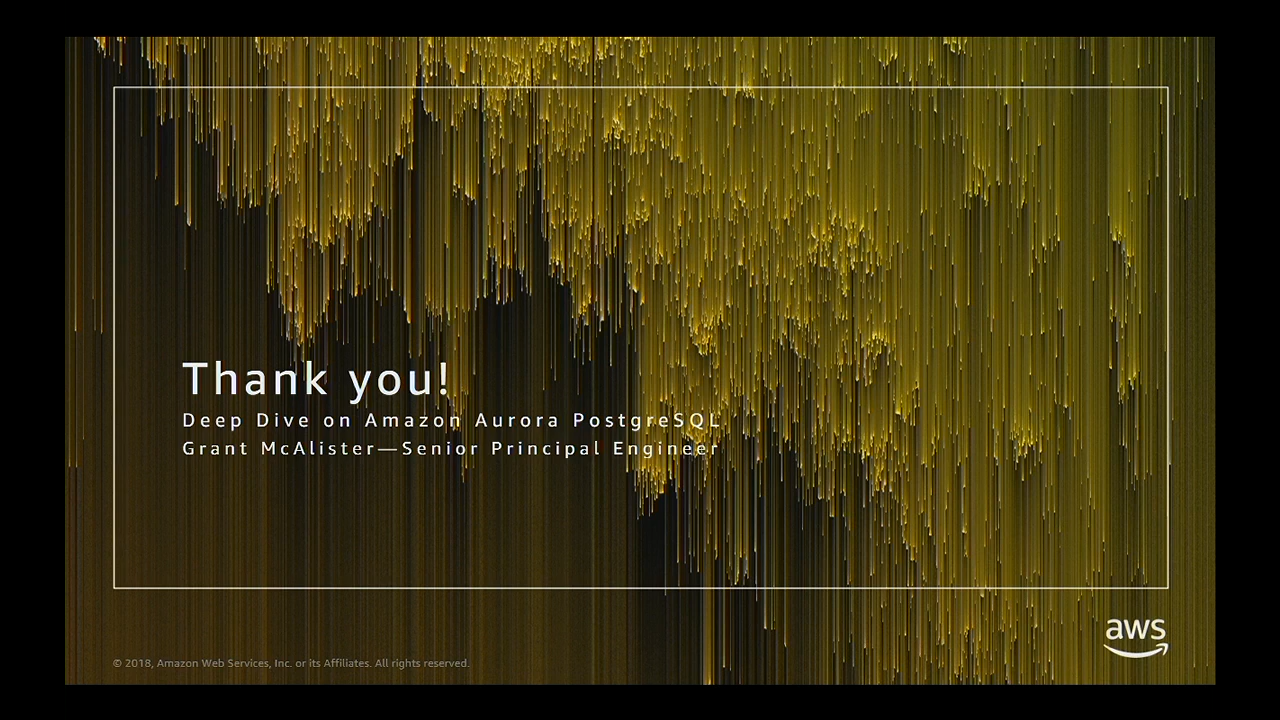 Thank you!
Deep Dive on Amazon Aurora PostgreSQL
Grant McAlister—Senior Principal Engineer
aws
© 2018, Amazon Web Services, Inc. or its Affiliates. All rights reserved.